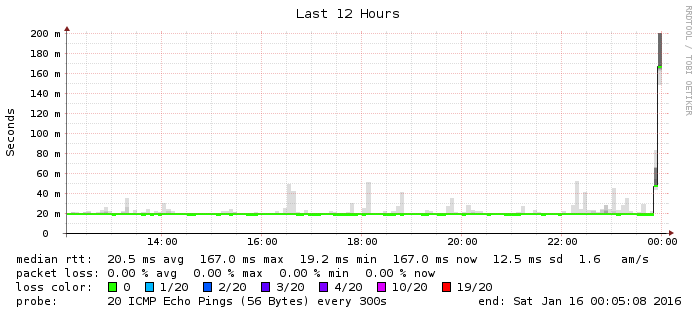 Last 12 Hours
RRDTOOL / TOBI OETIKER
Seconds
200 m
180 m
160 m
140 m
120 m
100 m
80 m
60 m
40 m
20 m
0
14:00 16:00 18:00 20:00 22:00 00:00
median rtt: 20.5 ms avg 167.0 ms max 19.2 ms min 167.0 ms now 12.5 ms sd 1.6 am/s
packet loss: 0.00 % avg 0.00 % max 0.00 % min 0.00 % now
loss color: 0 1/20 2/20 3/20 4/20 10/20 19/20
probe: 20 ICMP Echo Pings (56 Bytes) every 300s end: Sat Jan 16 00:05:08 2016